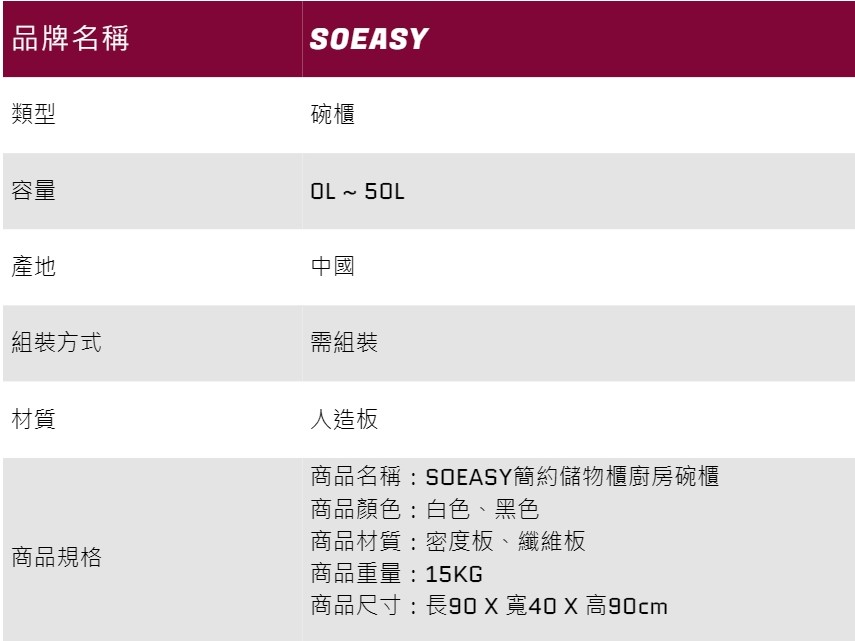 品牌名稱 SOEASY
類型 碗櫃
容量 0L ~ 50L
產地 中國
組裝方式 需組裝
材質 人造板
商品規格
商品名稱：SOEASY簡約儲物櫃廚房碗櫃
商品顏色：白色、黑色
商品材質：密度板、纖維板
商品重量：15KG
商品尺寸：長90 X 寬40 X 高90cm